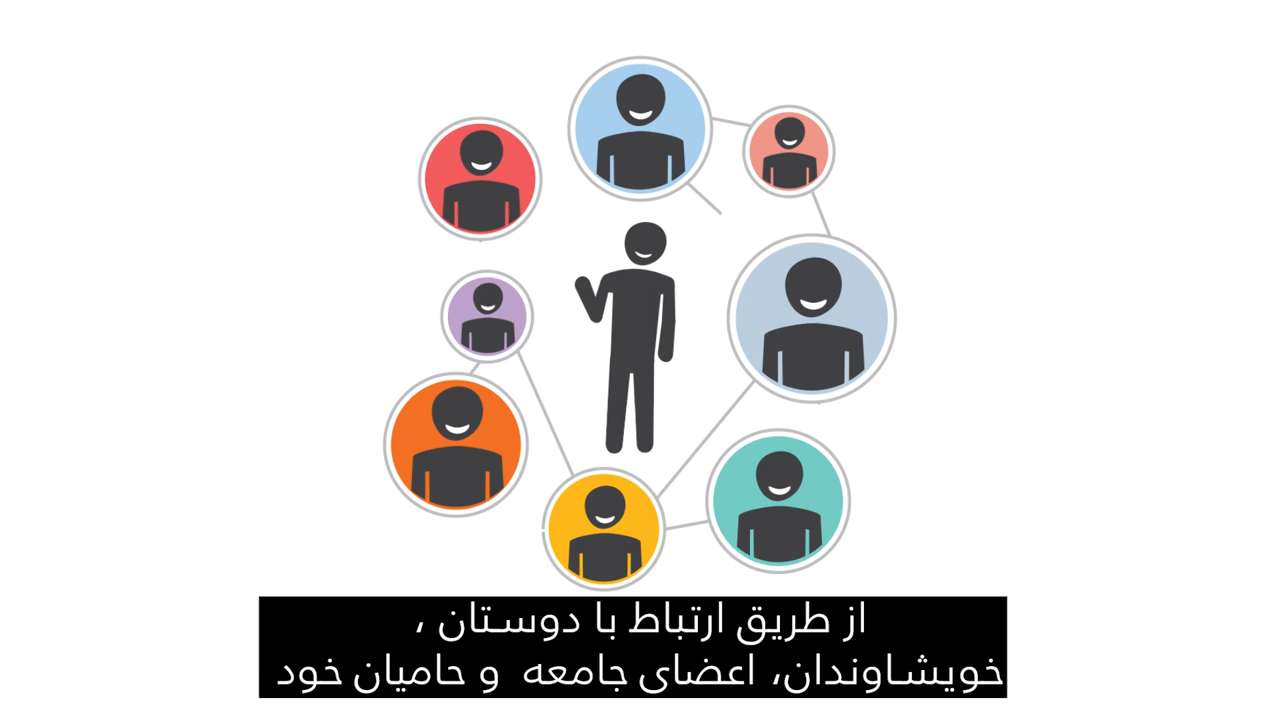 از طریق ارتباط با دوستان ،
خویشاوندان، اعضای جامعه و حامیان خود